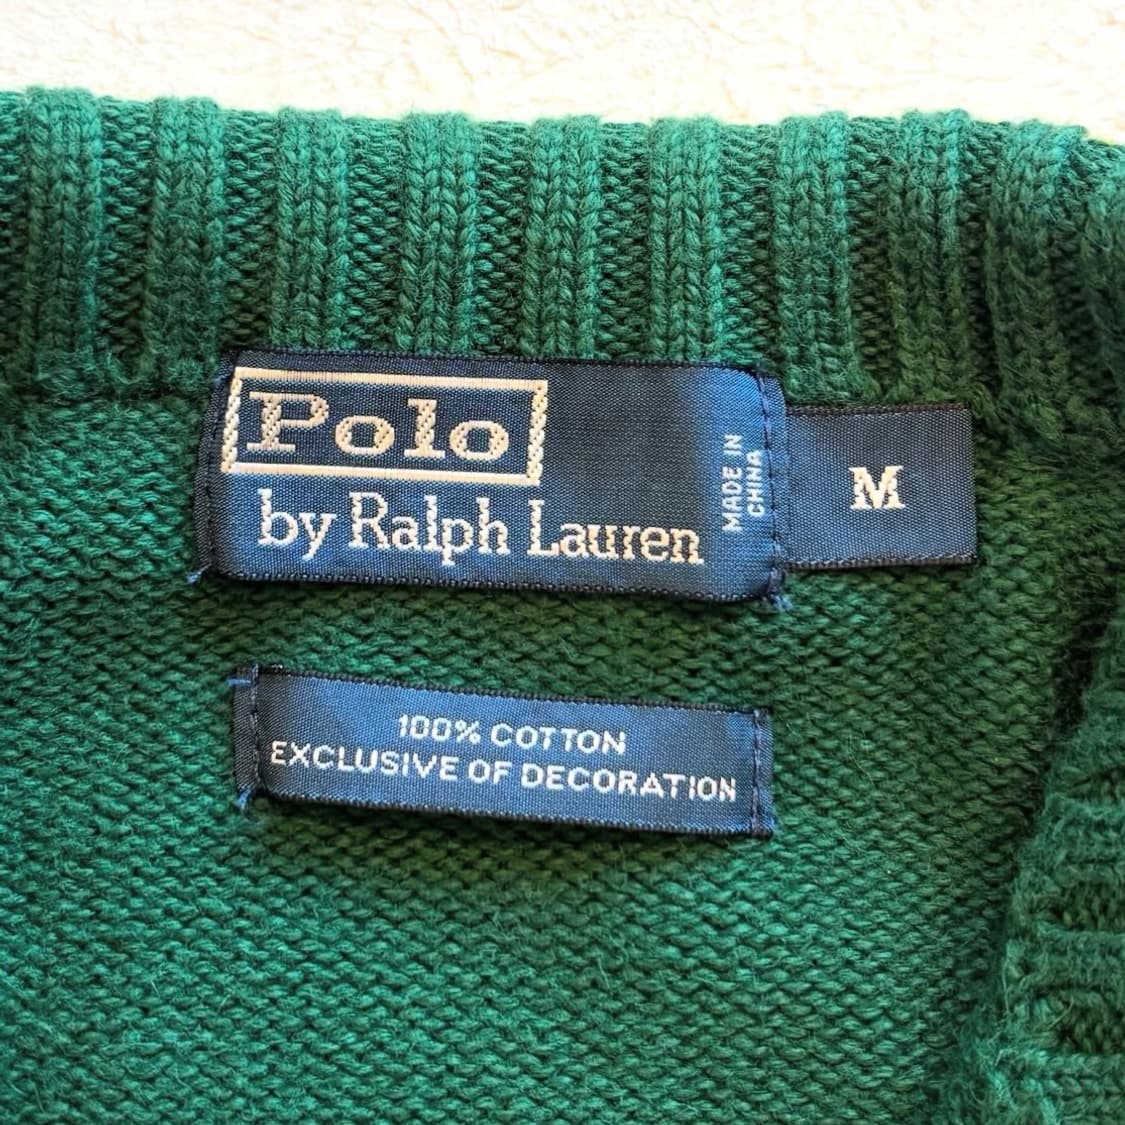 Polo
by Ralph Lauren
MADE IN
CHINA
M
100% COTTON
EXCLUSIVE OF DECORATION